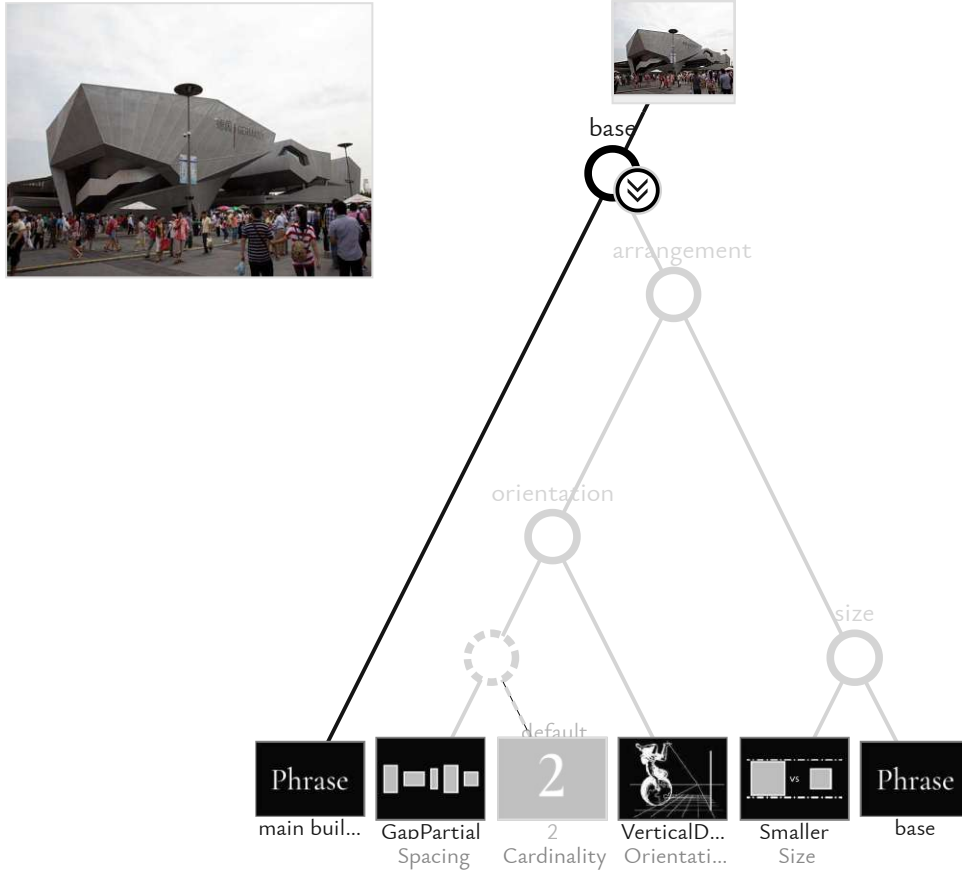 base
arrangement
orientation
size
default
Phrase
2
vs
Phrase
main buil...
GapPartial
2
VerticalD...
Smaller
base
Spacing
Cardinality
Orientati...
Size